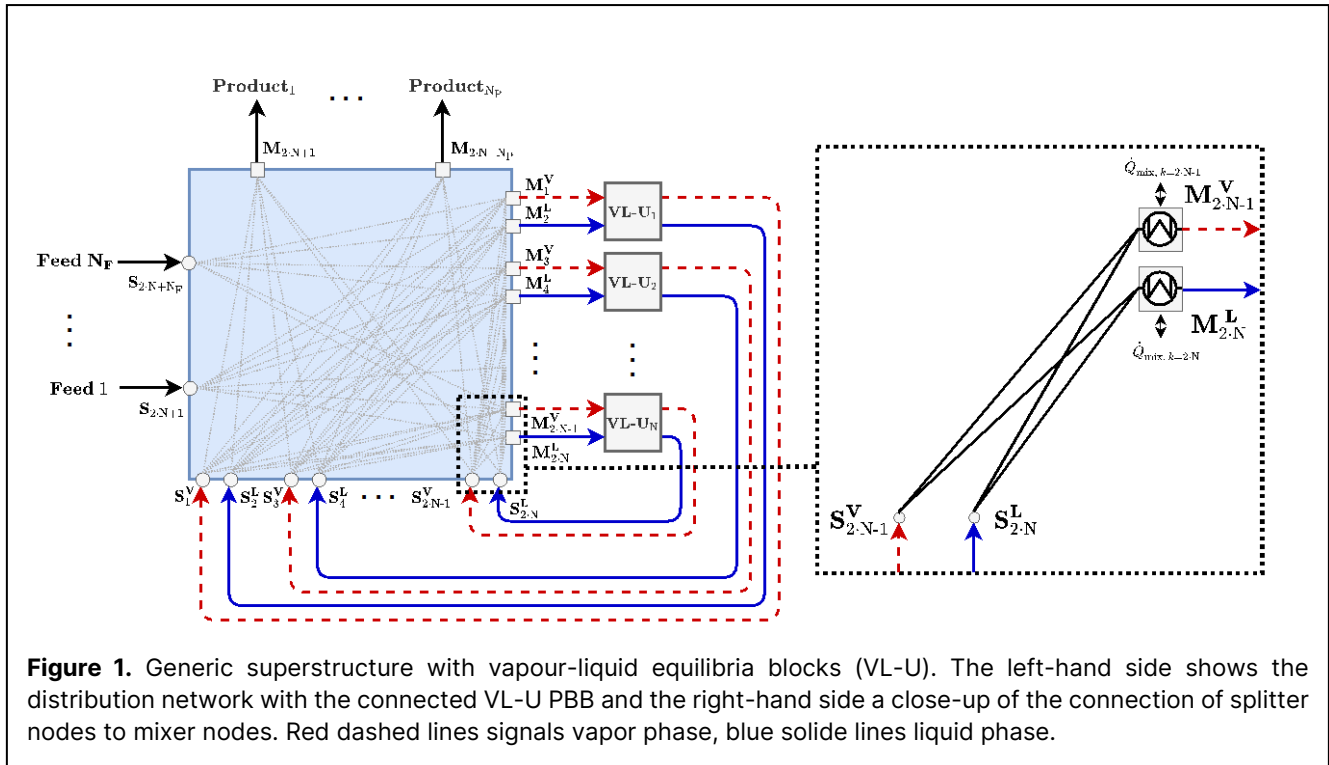 Product₁ ... Product_Np
M₂.N+1 M₂.N Np
M₁ⱽ
VL-U₁
M₂ᴸ
M₃ⱽ
VL-U₂
Feed N_F
M₄ᴸ
S₂.N+N_F
Feed 1
S₂.N+1
VL-U_N
M₂.N-1ⱽ
M₂.Nᴸ
S₁ⱽ S₂ᴸ S₃ⱽ S₄ᴸ ... S₂.N-1ⱽ S₂.Nᴸ
Q̇mix, k=2·N-1
M₂.N-1ⱽ
M₂.Nᴸ
Q̇mix, k=2·N
S₂.N-1ⱽ S₂.Nᴸ
Figure 1. Generic superstructure with vapour-liquid equilibria blocks (VL-U). The left-hand side shows the
distribution network with the connected VL-U PBB and the right-hand side a close-up of the connection of splitter
nodes to mixer nodes. Red dashed lines signals vapor phase, blue solide lines liquid phase.